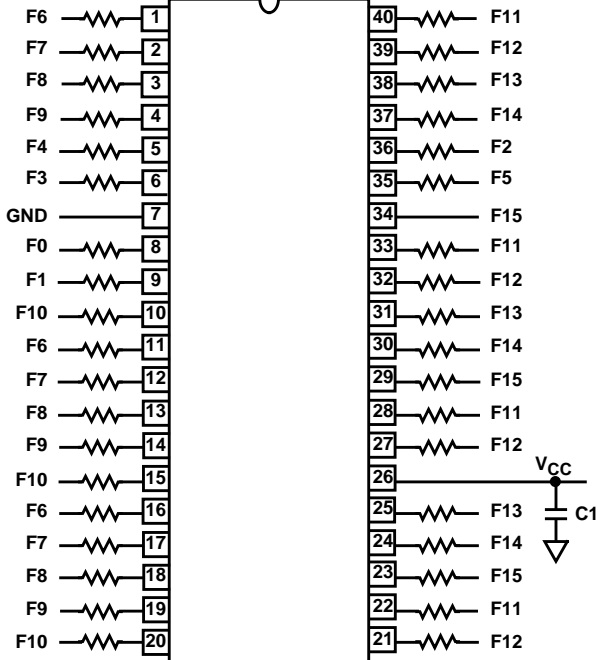 F6 1 40 F11
F7 2 39 F12
F8 3 38 F13
F9 4 37 F14
F4 5 36 F2
F3 6 35 F5
GND 7 34 F15
F0 8 33 F11
F1 9 32 F12
F10 10 31 F13
F6 11 30 F14
F7 12 29 F15
F8 13 28 F11
F9 14 27 F12
F10 15 26 VCC
F6 16 25 F13 C1
F7 17 24 F14
F8 18 23 F15
F9 19 22 F11
F10 20 21 F12